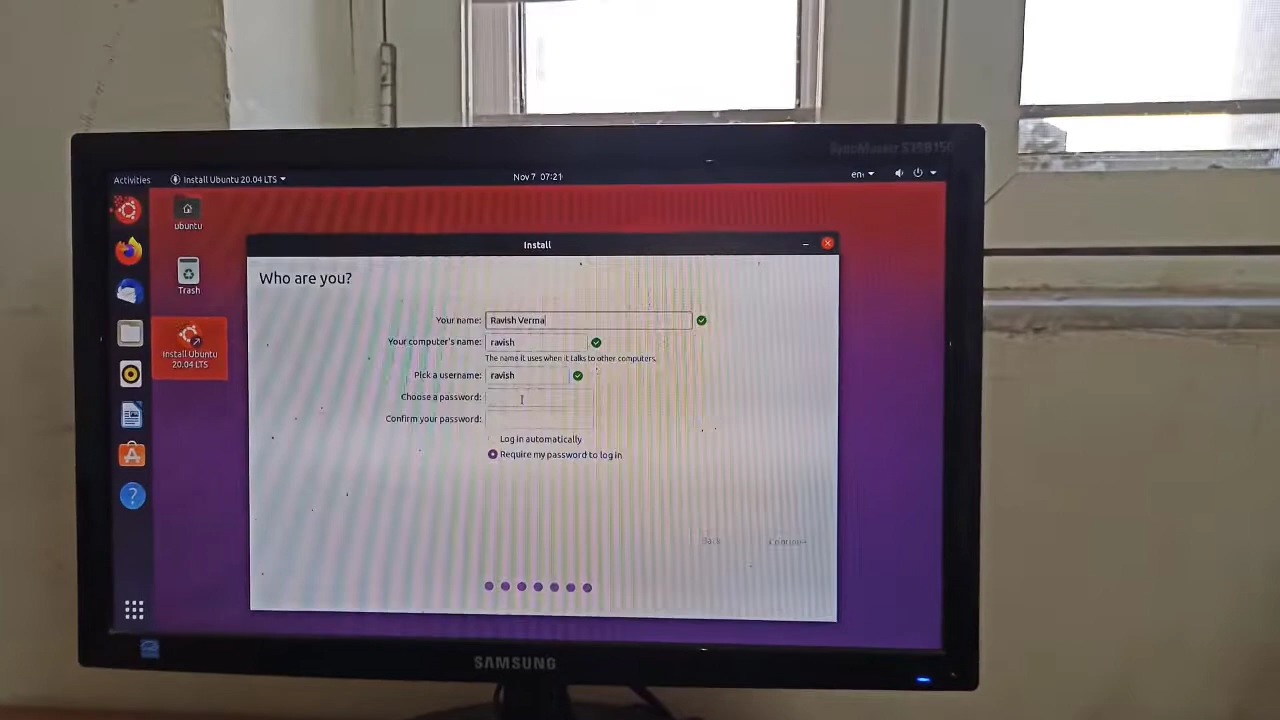 SyncMaster S19B150
Activities
Install Ubuntu 20.04 LTS
Nov 7 07:21
en
ubuntu
Trash
Install Ubuntu
20.04 LTS
Install
Who are you?
Your name: Ravish Verma
Your computer's name: ravish
The name it uses when it talks to other computers.
Pick a username: ravish
Choose a password:
Confirm your password:
Log in automatically
Require my password to log in
Back
Continue
SAMSUNG